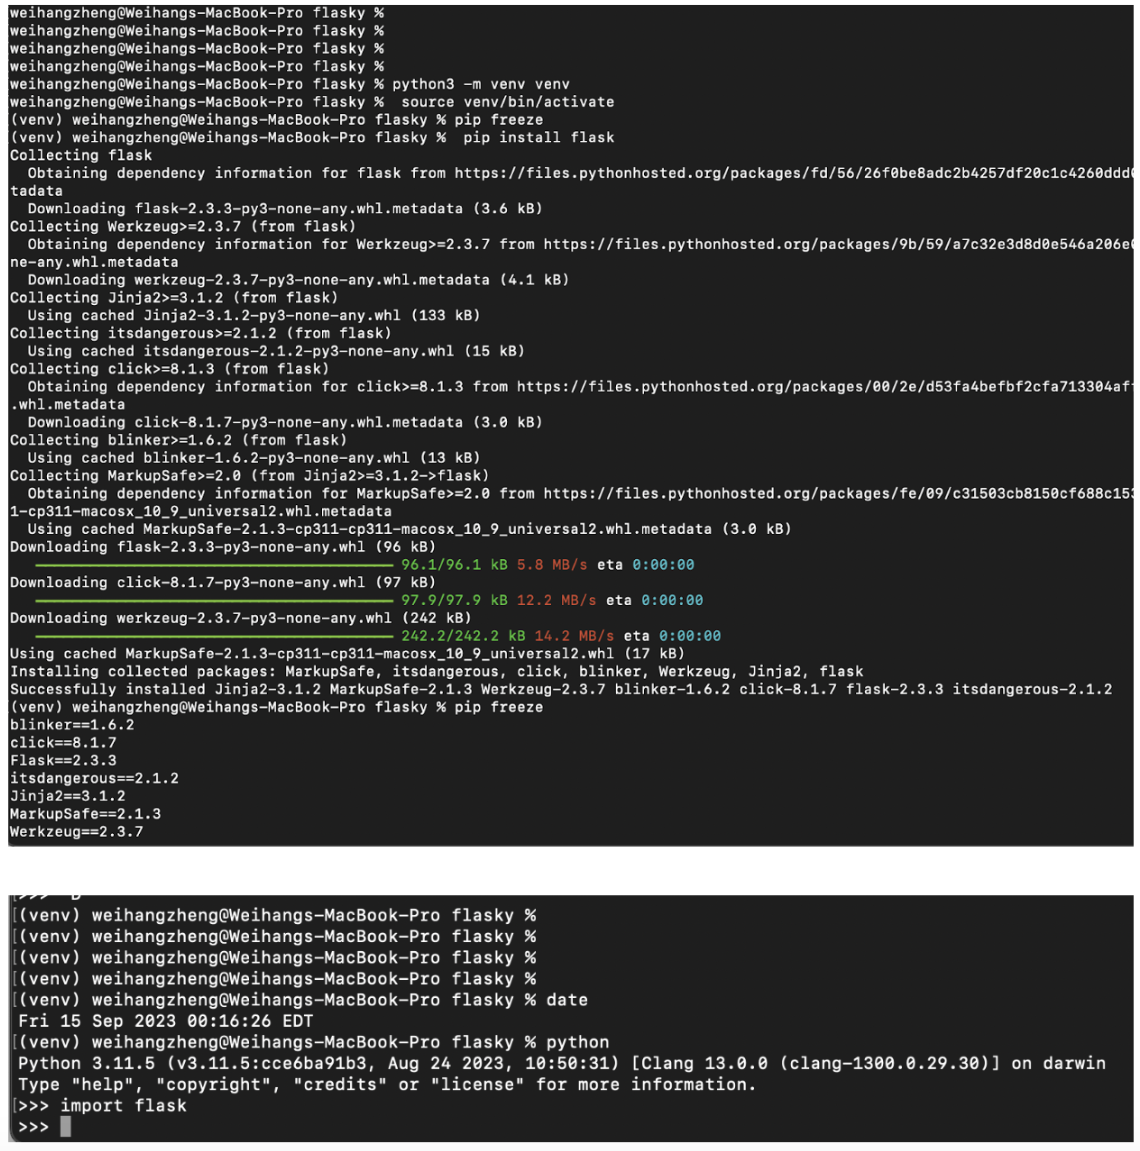 weihangzheng@Weihangs-MacBook-Pro flasky %
weihangzheng@Weihangs-MacBook-Pro flasky %
weihangzheng@Weihangs-MacBook-Pro flasky %
weihangzheng@Weihangs-MacBook-Pro flasky %
weihangzheng@Weihangs-MacBook-Pro flasky % python3 -m venv venv
weihangzheng@Weihangs-MacBook-Pro flasky %  source venv/bin/activate
(venv) weihangzheng@Weihangs-MacBook-Pro flasky % pip freeze
(venv) weihangzheng@Weihangs-MacBook-Pro flasky %  pip install flask
Collecting flask
  Obtaining dependency information for flask from https://files.pythonhosted.org/packages/fd/56/26f0be8adc2b4257df20c1c4260ddd
tadata
  Downloading flask-2.3.3-py3-none-any.whl.metadata (3.6 kB)
Collecting Werkzeug>=2.3.7 (from flask)
  Obtaining dependency information for Werkzeug>=2.3.7 from https://files.pythonhosted.org/packages/9b/59/a7c32e3d8d0e546a206e
ne-any.whl.metadata
  Downloading werkzeug-2.3.7-py3-none-any.whl.metadata (4.1 kB)
Collecting Jinja2>=3.1.2 (from flask)
  Using cached Jinja2-3.1.2-py3-none-any.whl (133 kB)
Collecting itsdangerous>=2.1.2 (from flask)
  Using cached itsdangerous-2.1.2-py3-none-any.whl (15 kB)
Collecting click>=8.1.3 (from flask)
  Obtaining dependency information for click>=8.1.3 from https://files.pythonhosted.org/packages/00/2e/d53fa4befbf2cfa713304af
.whl.metadata
  Downloading click-8.1.7-py3-none-any.whl.metadata (3.0 kB)
Collecting blinker>=1.6.2 (from flask)
  Using cached blinker-1.6.2-py3-none-any.whl (13 kB)
Collecting MarkupSafe>=2.0 (from Jinja2>=3.1.2->flask)
  Obtaining dependency information for MarkupSafe>=2.0 from https://files.pythonhosted.org/packages/fe/09/c31503cb8150cf688c15
1-cp311-macosx_10_9_universal2.whl.metadata
  Using cached MarkupSafe-2.1.3-cp311-cp311-macosx_10_9_universal2.whl.metadata (3.0 kB)
Downloading flask-2.3.3-py3-none-any.whl (96 kB)
96.1/96.1 kB 5.8 MB/s eta 0:00:00
Downloading click-8.1.7-py3-none-any.whl (97 kB)
97.9/97.9 kB 12.2 MB/s eta 0:00:00
Downloading werkzeug-2.3.7-py3-none-any.whl (242 kB)
242.2/242.2 kB 14.2 MB/s eta 0:00:00
Using cached MarkupSafe-2.1.3-cp311-cp311-macosx_10_9_universal2.whl (17 kB)
Installing collected packages: MarkupSafe, itsdangerous, click, blinker, Werkzeug, Jinja2, flask
Successfully installed Jinja2-3.1.2 MarkupSafe-2.1.3 Werkzeug-2.3.7 blinker-1.6.2 click-8.1.7 flask-2.3.3 itsdangerous-2.1.2
(venv) weihangzheng@Weihangs-MacBook-Pro flasky % pip freeze
blinker==1.6.2
click==8.1.7
Flask==2.3.3
itsdangerous==2.1.2
Jinja2==3.1.2
MarkupSafe==2.1.3
Werkzeug==2.3.7
[(venv) weihangzheng@Weihangs-MacBook-Pro flasky %
[(venv) weihangzheng@Weihangs-MacBook-Pro flasky %
[(venv) weihangzheng@Weihangs-MacBook-Pro flasky %
[(venv) weihangzheng@Weihangs-MacBook-Pro flasky %
[(venv) weihangzheng@Weihangs-MacBook-Pro flasky % date
Fri 15 Sep 2023 00:16:26 EDT
[(venv) weihangzheng@Weihangs-MacBook-Pro flasky % python
Python 3.11.5 (v3.11.5:cce6ba91b3, Aug 24 2023, 10:50:31) [Clang 13.0.0 (clang-1300.0.29.30)] on darwin
Type "help", "copyright", "credits" or "license" for more information.
[>>> import flask
>>>